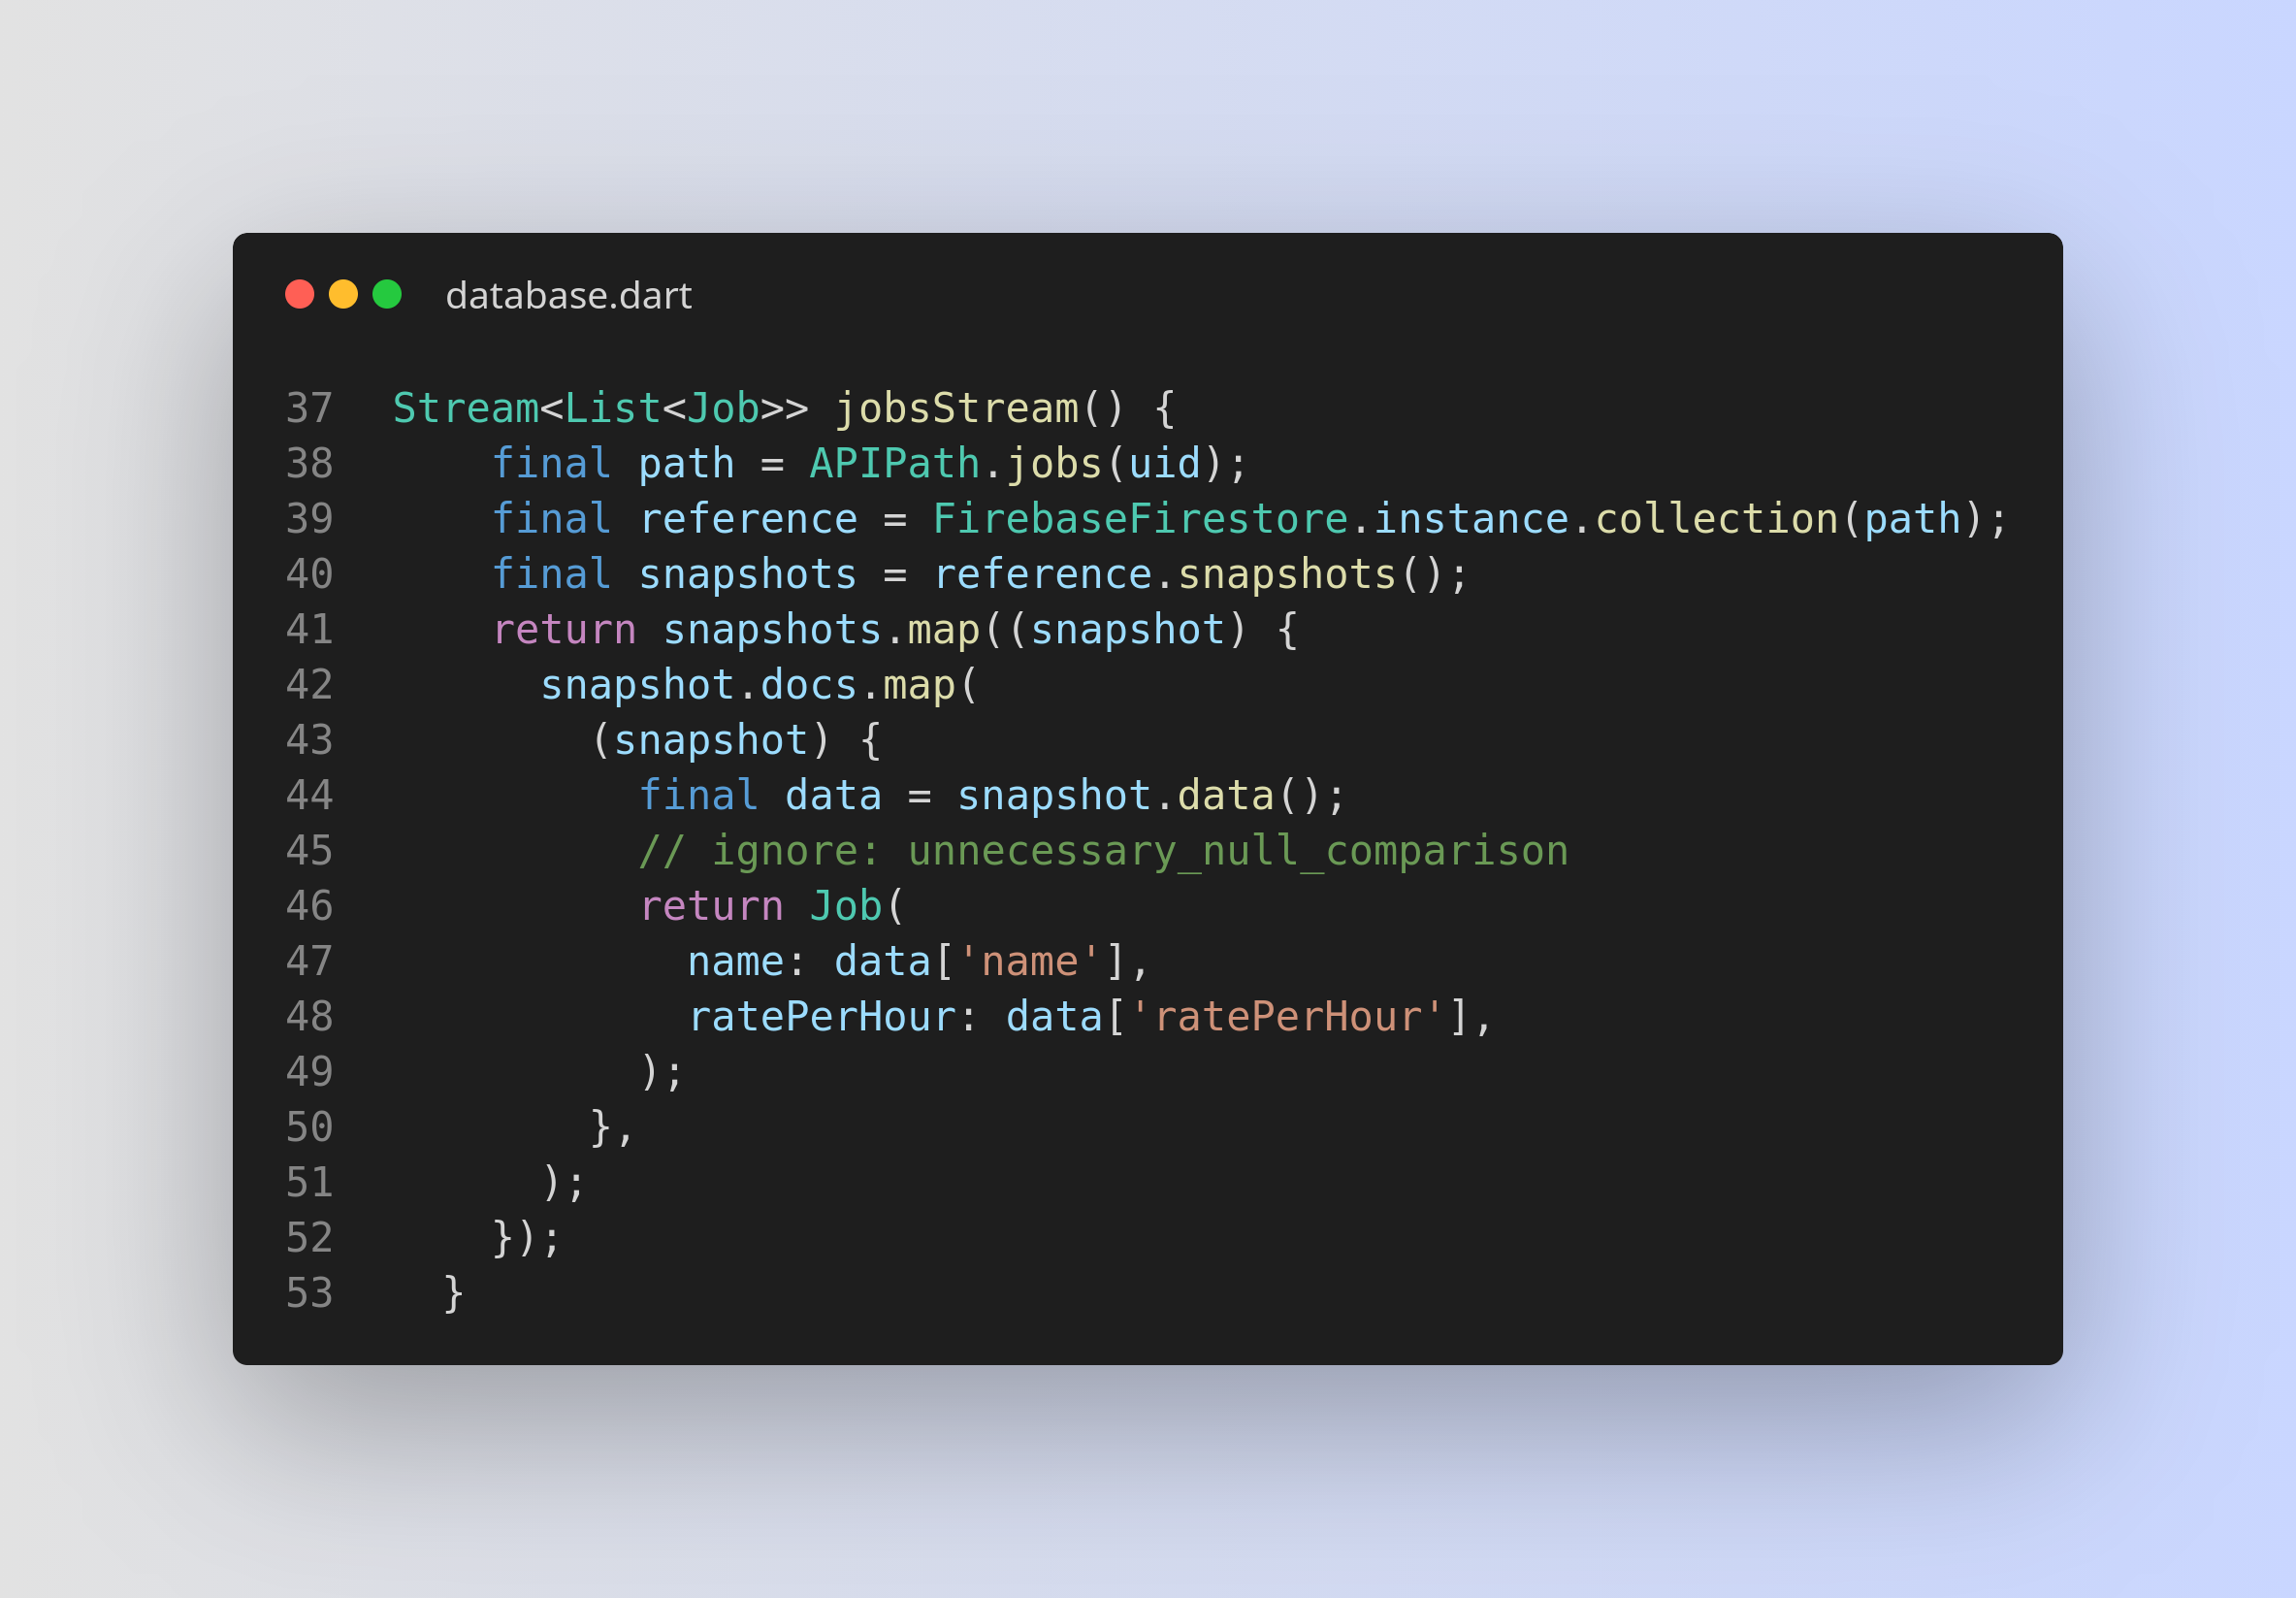 database.dart
37 Stream<List<Job>> jobsStream() {
38     final path = APIPath.jobs(uid);
39     final reference = FirebaseFirestore.instance.collection(path);
40     final snapshots = reference.snapshots();
41     return snapshots.map((snapshot) {
42       snapshot.docs.map(
43         (snapshot) {
44           final data = snapshot.data();
45           // ignore: unnecessary_null_comparison
46           return Job(
47             name: data['name'],
48             ratePerHour: data['ratePerHour'],
49           );
50         },
51       );
52     });
53   }